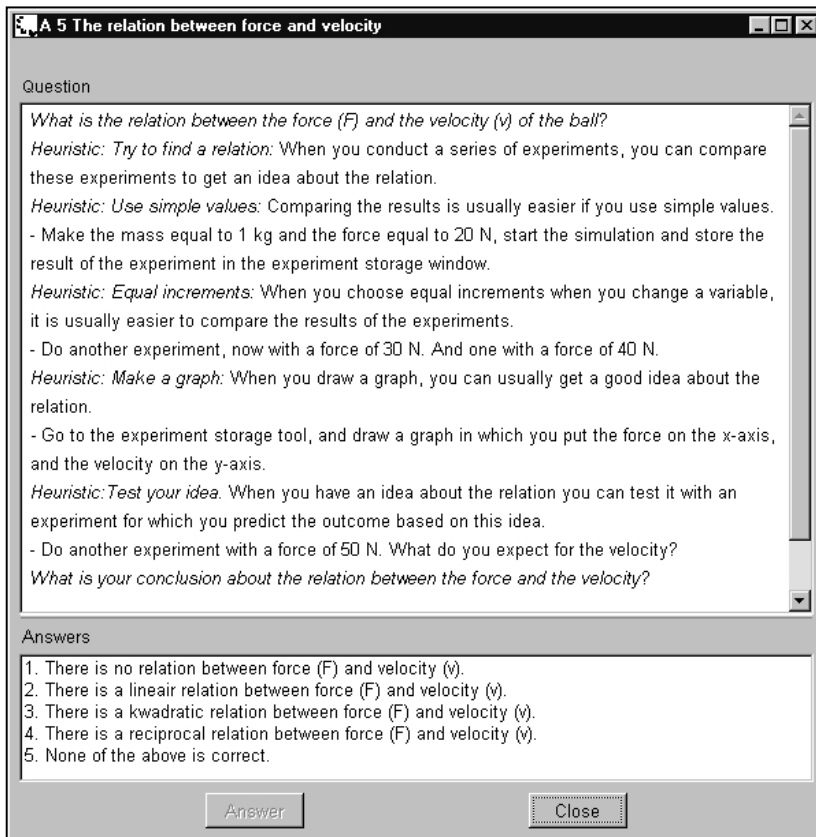 A 5 The relation between force and velocity
Question
What is the relation between the force (F) and the velocity (v) of the ball?
Heuristic: Try to find a relation: When you conduct a series of experiments, you can compare
these experiments to get an idea about the relation.
Heuristic: Use simple values: Comparing the results is usually easier if you use simple values.
- Make the mass equal to 1 kg and the force equal to 20 N, start the simulation and store the
result of the experiment in the experiment storage window.
Heuristic: Equal increments: When you choose equal increments when you change a variable,
it is usually easier to compare the results of the experiments.
- Do another experiment, now with a force of 30 N. And one with a force of 40 N.
Heuristic: Make a graph: When you draw a graph, you can usually get a good idea about the
relation.
- Go to the experiment storage tool, and draw a graph in which you put the force on the x-axis,
and the velocity on the y-axis.
Heuristic:Test your idea. When you have an idea about the relation you can test it with an
experiment for which you predict the outcome based on this idea.
- Do another experiment with a force of 50 N. What do you expect for the velocity?
What is your conclusion about the relation between the force and the velocity?
Answers
1. There is no relation between force (F) and velocity (v).
2. There is a lineair relation between force (F) and velocity (v).
3. There is a kwadratic relation between force (F) and velocity (v).
4. There is a reciprocal relation between force (F) and velocity (v).
5. None of the above is correct.
Answer
Close